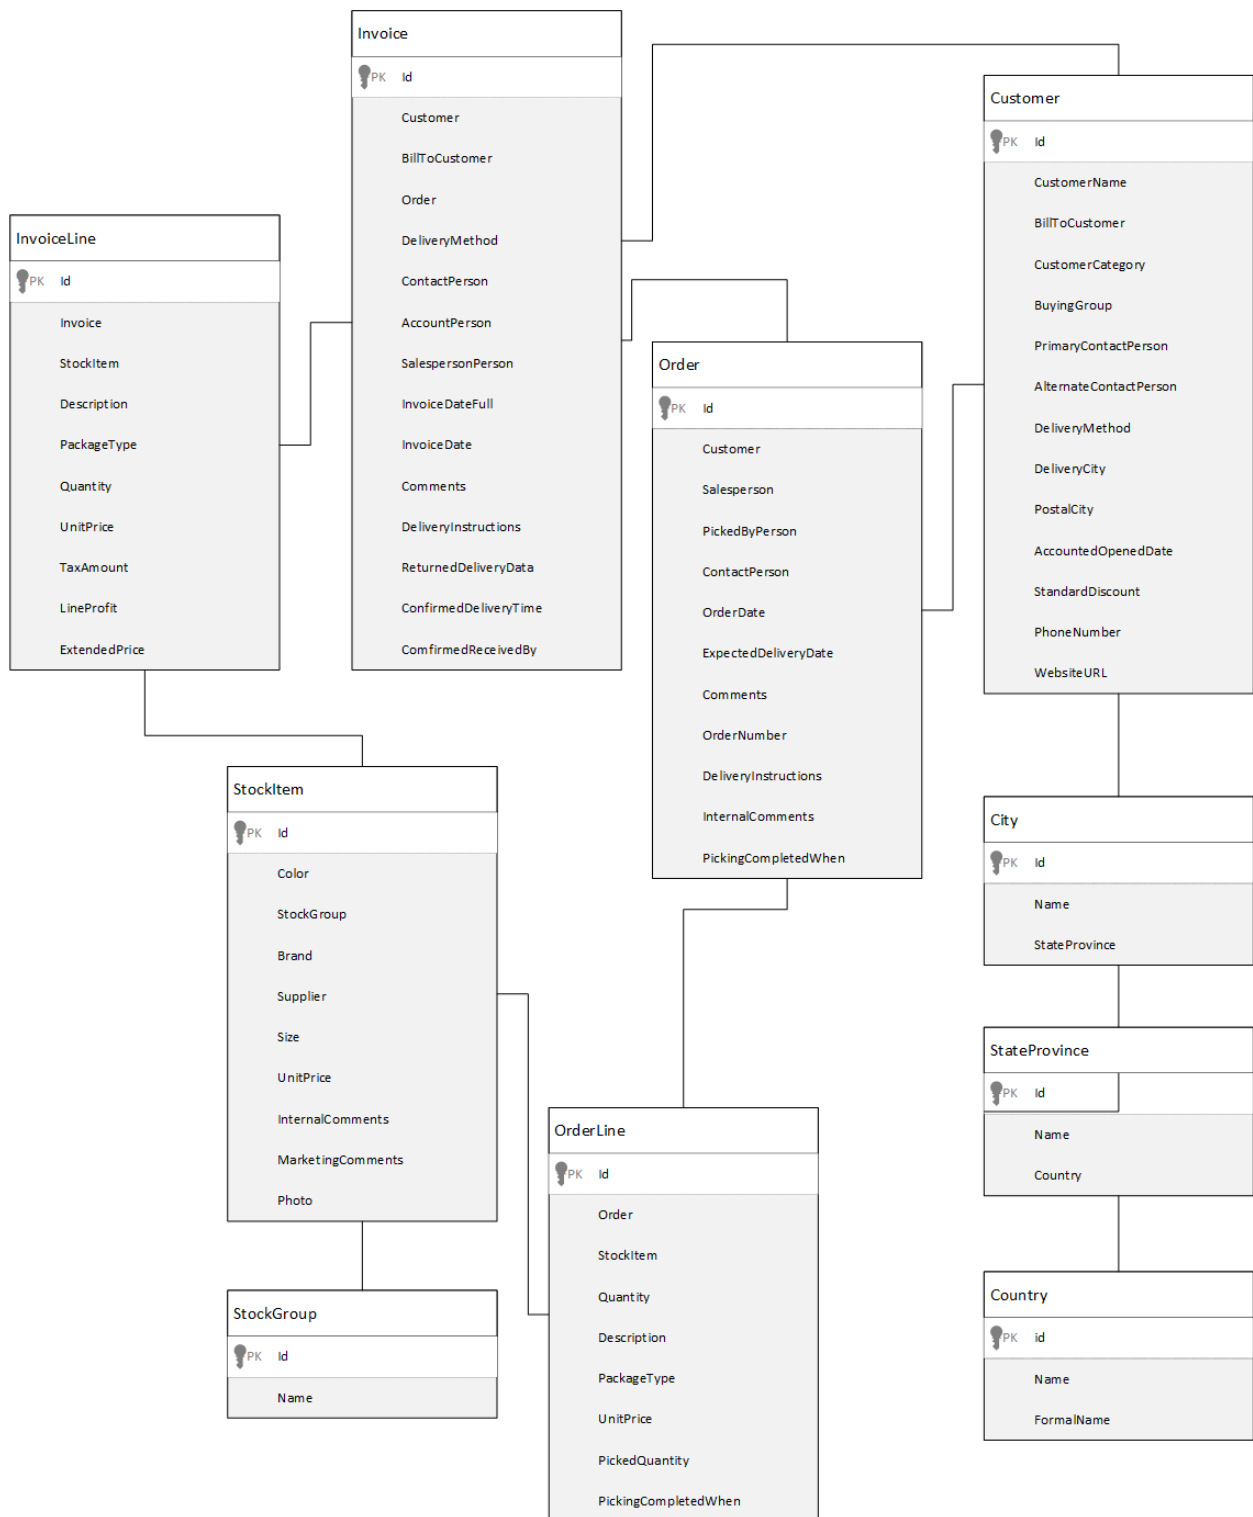 Invoice
PK Id
Customer
BillToCustomer
Order
DeliveryMethod
ContactPerson
AccountPerson
SalespersonPerson
InvoiceDateFull
InvoiceDate
Comments
DeliveryInstructions
ReturnedDeliveryData
ConfirmedDeliveryTime
ComfirmedReceivedBy
Customer
PK Id
CustomerName
BillToCustomer
CustomerCategory
BuyingGroup
PrimaryContactPerson
AlternateContactPerson
DeliveryMethod
DeliveryCity
PostalCity
AccountedOpenedDate
StandardDiscount
PhoneNumber
WebsiteURL
InvoiceLine
PK Id
Invoice
StockItem
Description
PackageType
Quantity
UnitPrice
TaxAmount
LineProfit
ExtendedPrice
Order
PK Id
Customer
Salesperson
PickedByPerson
ContactPerson
OrderDate
ExpectedDeliveryDate
Comments
OrderNumber
DeliveryInstructions
InternalComments
PickingCompletedWhen
StockItem
PK Id
Color
StockGroup
Brand
Supplier
Size
UnitPrice
InternalComments
MarketingComments
Photo
City
PK Id
Name
StateProvince
StateProvince
PK Id
Name
Country
OrderLine
PK Id
Order
StockItem
Quantity
Description
PackageType
UnitPrice
PickedQuantity
PickingCompletedWhen
StockGroup
PK Id
Name
Country
PK id
Name
FormalName